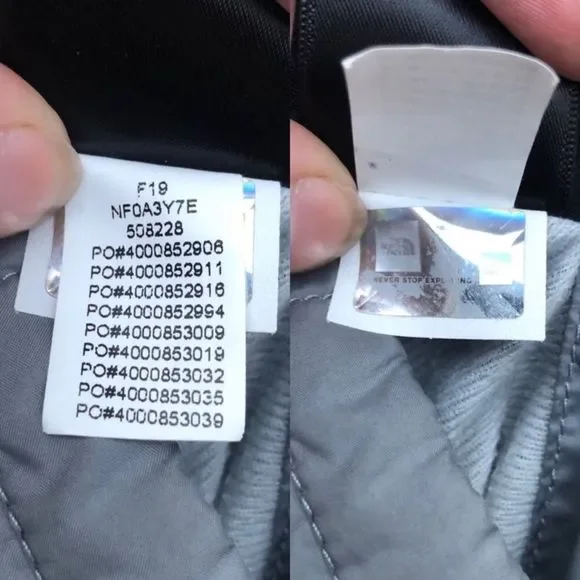 F19
NF0A3Y7E
508228
PO#4000852906
PO#4000852911
PO#4000852916
PO#4000852994
PO#4000853009
PO#4000853019
PO#4000853032
PO#4000853035
PO#4000853039
THE
NORTH
FACE
NEVER STOP EXPLORING